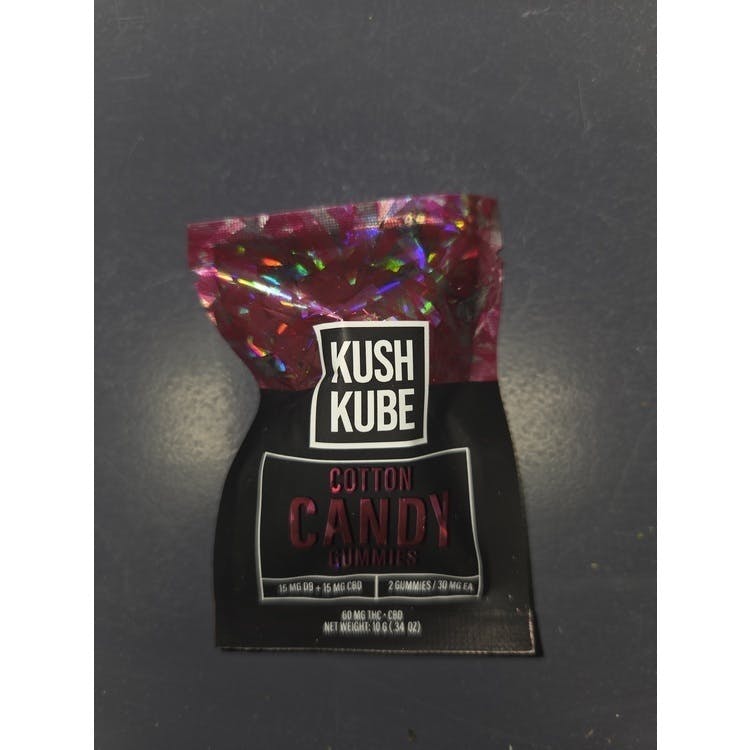 KUSH
KUBE
COTTON
CANDY
GUMMIES
15 MG D9 + 15 MG CBD
2 GUMMIES / 30 MG EA
60 MG THC • CBD
NET WEIGHT: 10 G (.34 OZ)